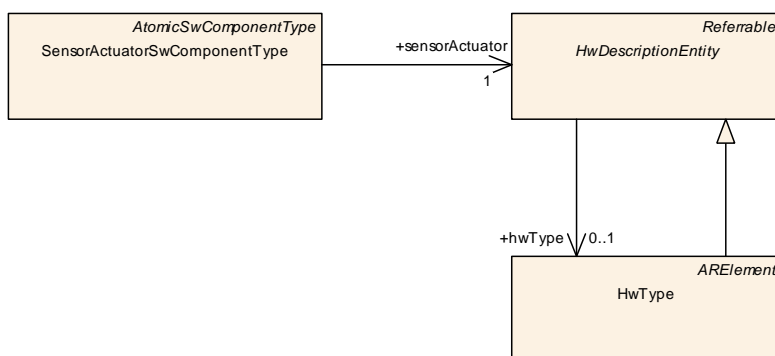 AtomicSwComponentType
SensorActuatorSwComponentType
+sensorActuator
1
Referrable
HwDescriptionEntity
+hwType
0..1
ARElement
HwType